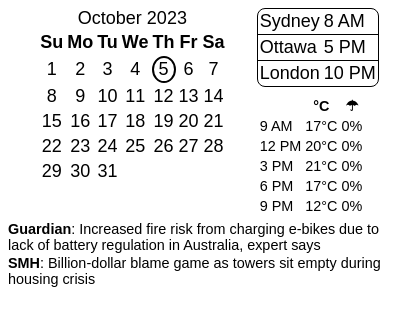 October 2023
Su Mo Tu We Th Fr Sa
1 2 3 4 5 6 7
8 9 10 11 12 13 14
15 16 17 18 19 20 21
22 23 24 25 26 27 28
29 30 31
Sydney 8 AM
Ottawa 5 PM
London 10 PM
°C ☂
9 AM 17°C 0%
12 PM 20°C 0%
3 PM 21°C 0%
6 PM 17°C 0%
9 PM 12°C 0%
Guardian: Increased fire risk from charging e-bikes due to
lack of battery regulation in Australia, expert says
SMH: Billion-dollar blame game as towers sit empty during
housing crisis